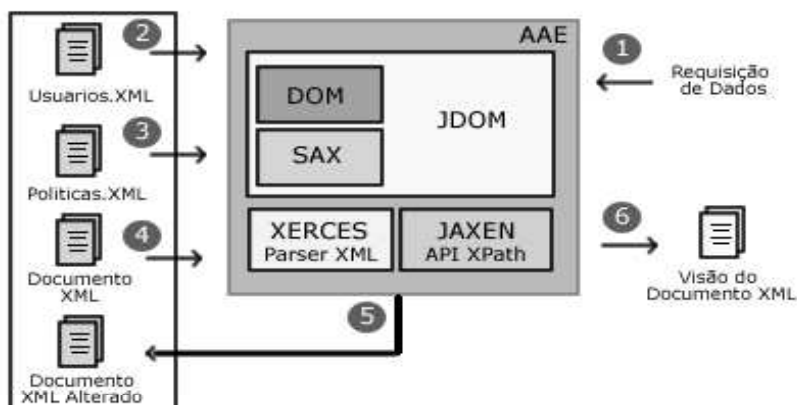 2
Usuarios.XML
3
Politicas.XML
4
Documento
XML
Documento
XML Alterado
AAE
DOM
SAX
JDOM
XERCES
Parser XML
JAXEN
API XPath
5
1
Requisição
de Dados
6
Visão do
Documento XML